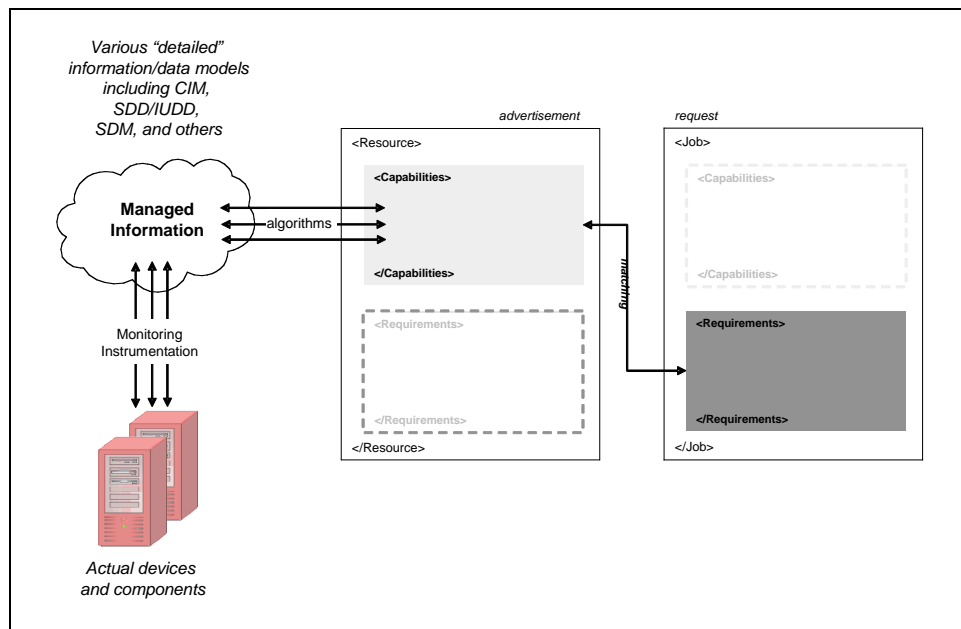 Various “detailed”
information/data models
including CIM,
SDD/IUDD,
SDM, and others
Managed
Information
algorithms
Monitoring
Instrumentation
Actual devices
and components
advertisement
<Resource>
<Capabilities>
</Capabilities>
<Requirements>
</Requirements>
</Resource>
matching
request
<Job>
<Capabilities>
</Capabilities>
<Requirements>
</Requirements>
</Job>